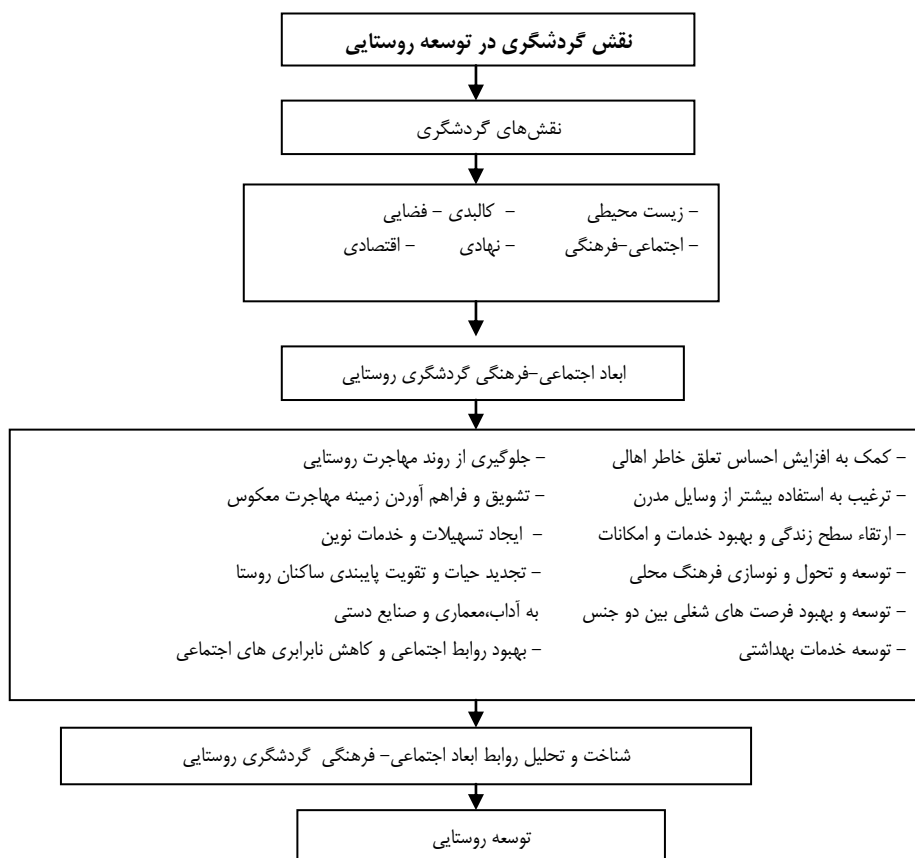 نقش گردشگری در توسعه روستایی
نقش‌های گردشگری
- زیست محیطی - کالبدی - فضایی
- اجتماعی-فرهنگی - نهادی - اقتصادی
ابعاد اجتماعی-فرهنگی گردشگری روستایی
- کمک به افزایش احساس تعلق خاطر اهالی - جلوگیری از روند مهاجرت روستایی
- ترغیب به استفاده بیشتر از وسایل مدرن - تشویق و فراهم آوردن زمینه مهاجرت معکوس
- ارتقاء سطح زندگی و بهبود خدمات و امکانات - ایجاد تسهیلات و خدمات نوین
- توسعه و تحول و نوسازی فرهنگ محلی - تجدید حیات و تقویت پایبندی ساکنان روستا
- توسعه و بهبود فرصت های شغلی بین دو جنس به آداب،معماری و صنایع دستی
- توسعه خدمات بهداشتی - بهبود روابط اجتماعی و کاهش نابرابری های اجتماعی
شناخت و تحلیل روابط ابعاد اجتماعی- فرهنگی گردشگری روستایی
توسعه روستایی